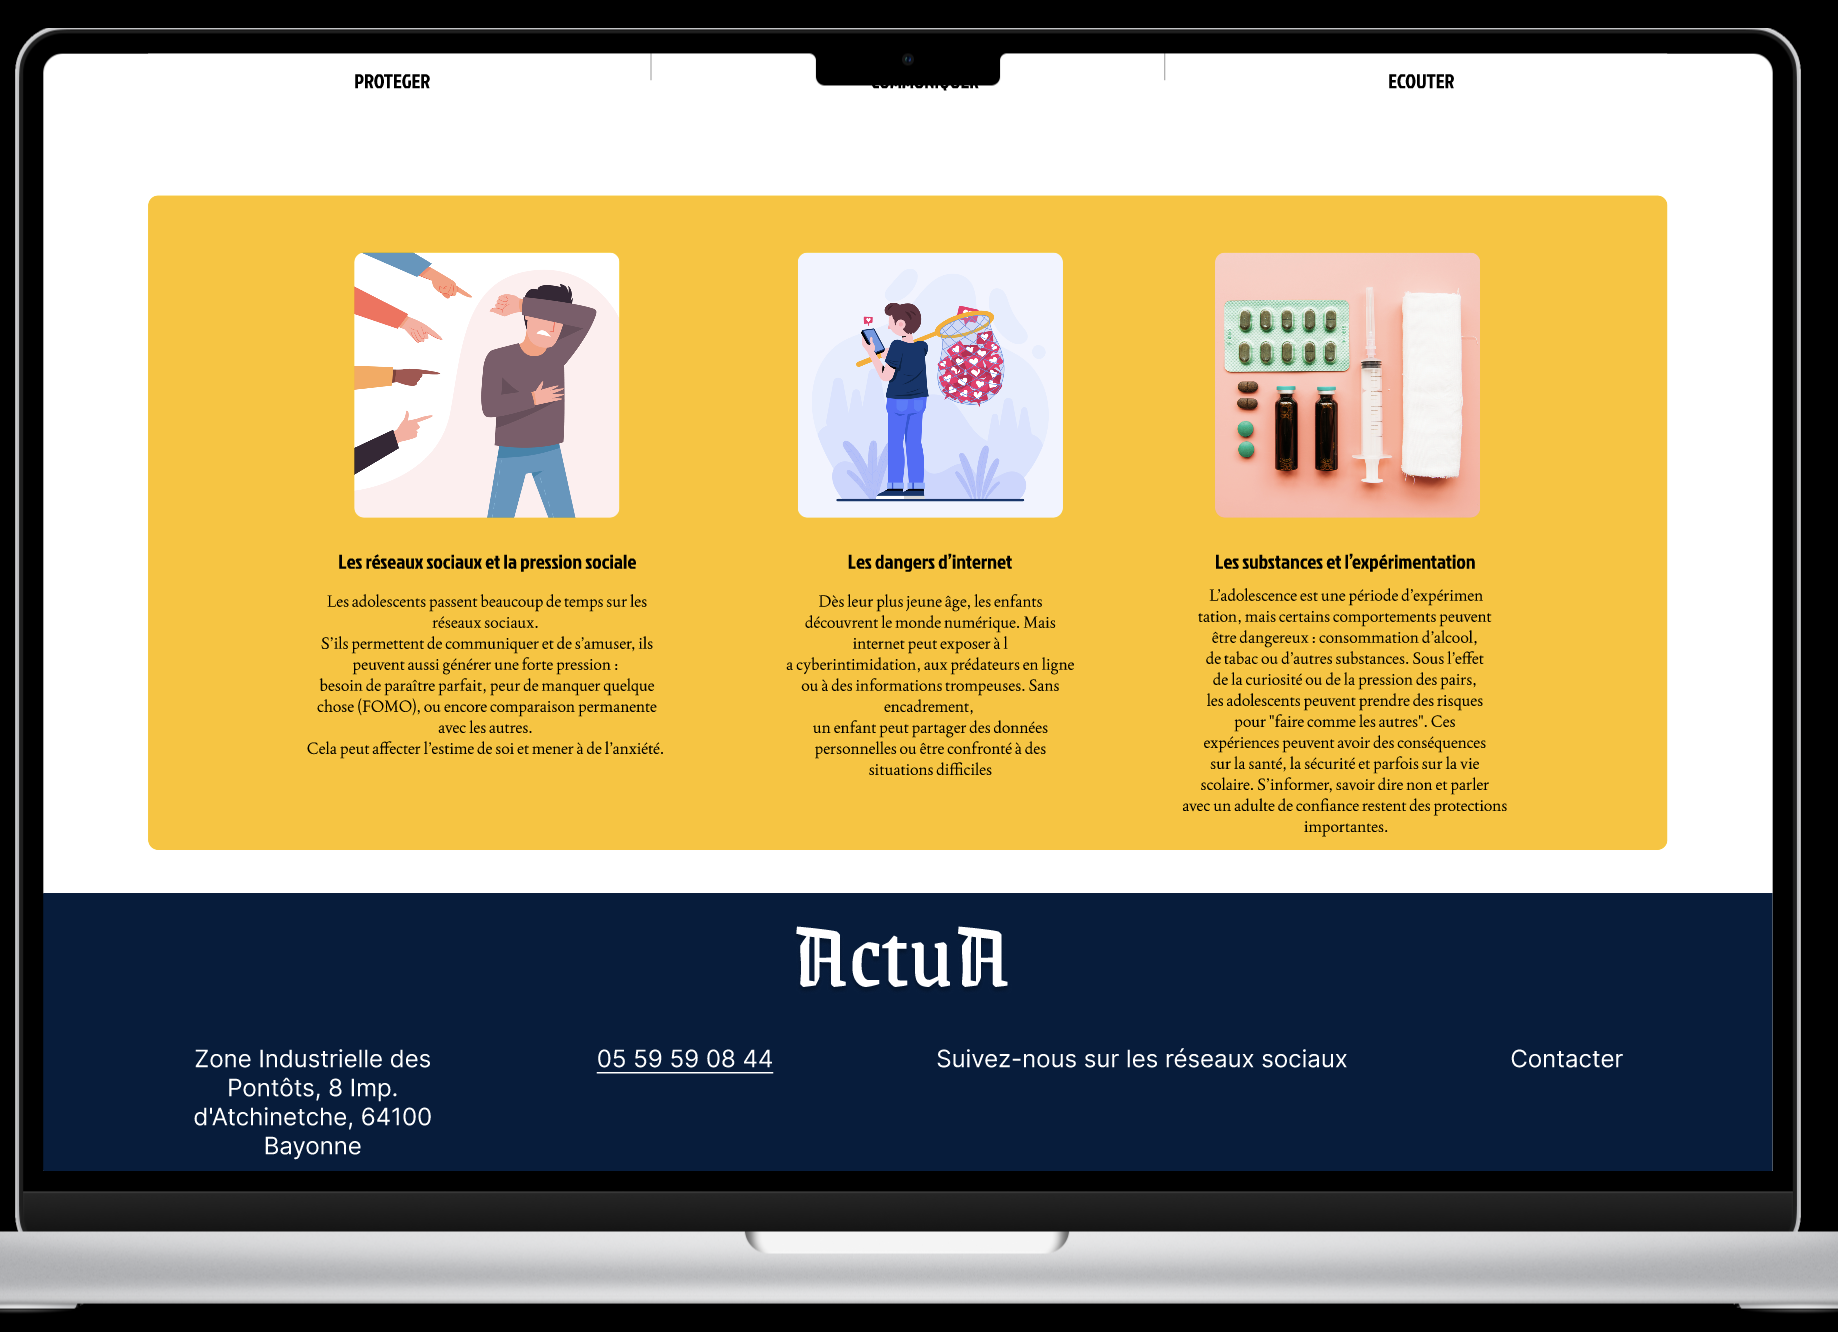 PROTEGER
COMMUNIQUER
ECOUTER
Les réseaux sociaux et la pression sociale
Les adolescents passent beaucoup de temps sur les
réseaux sociaux.
S'ils permettent de communiquer et de s'amuser, ils
peuvent aussi générer une forte pression :
besoin de paraître parfait, peur de manquer quelque
chose (FOMO), ou encore comparaison permanente
avec les autres.
Cela peut affecter l'estime de soi et mener à de l'anxiété.
Les dangers d'internet
Dès leur plus jeune âge, les enfants
découvrent le monde numérique. Mais
internet peut exposer à l
a cyberintimidation, aux prédateurs en ligne
ou à des informations trompeuses. Sans
encadrement,
un enfant peut partager des données
personnelles ou être confronté à des
situations difficiles
Les substances et l'expérimentation
L'adolescence est une période d'expérimen
tation, mais certains comportements peuvent
être dangereux : consommation d'alcool,
de tabac ou d'autres substances. Sous l'effet
de la curiosité ou de la pression des pairs,
les adolescents peuvent prendre des risques
pour "faire comme les autres". Ces
expériences peuvent avoir des conséquences
sur la santé, la sécurité et parfois sur la vie
scolaire. S'informer, savoir dire non et parler
avec un adulte de confiance restent des protections
importantes.
ActuA
Zone Industrielle des
Pontôts, 8 Imp.
d'Atchinetche, 64100
Bayonne
05 59 59 08 44
Suivez-nous sur les réseaux sociaux
Contacter